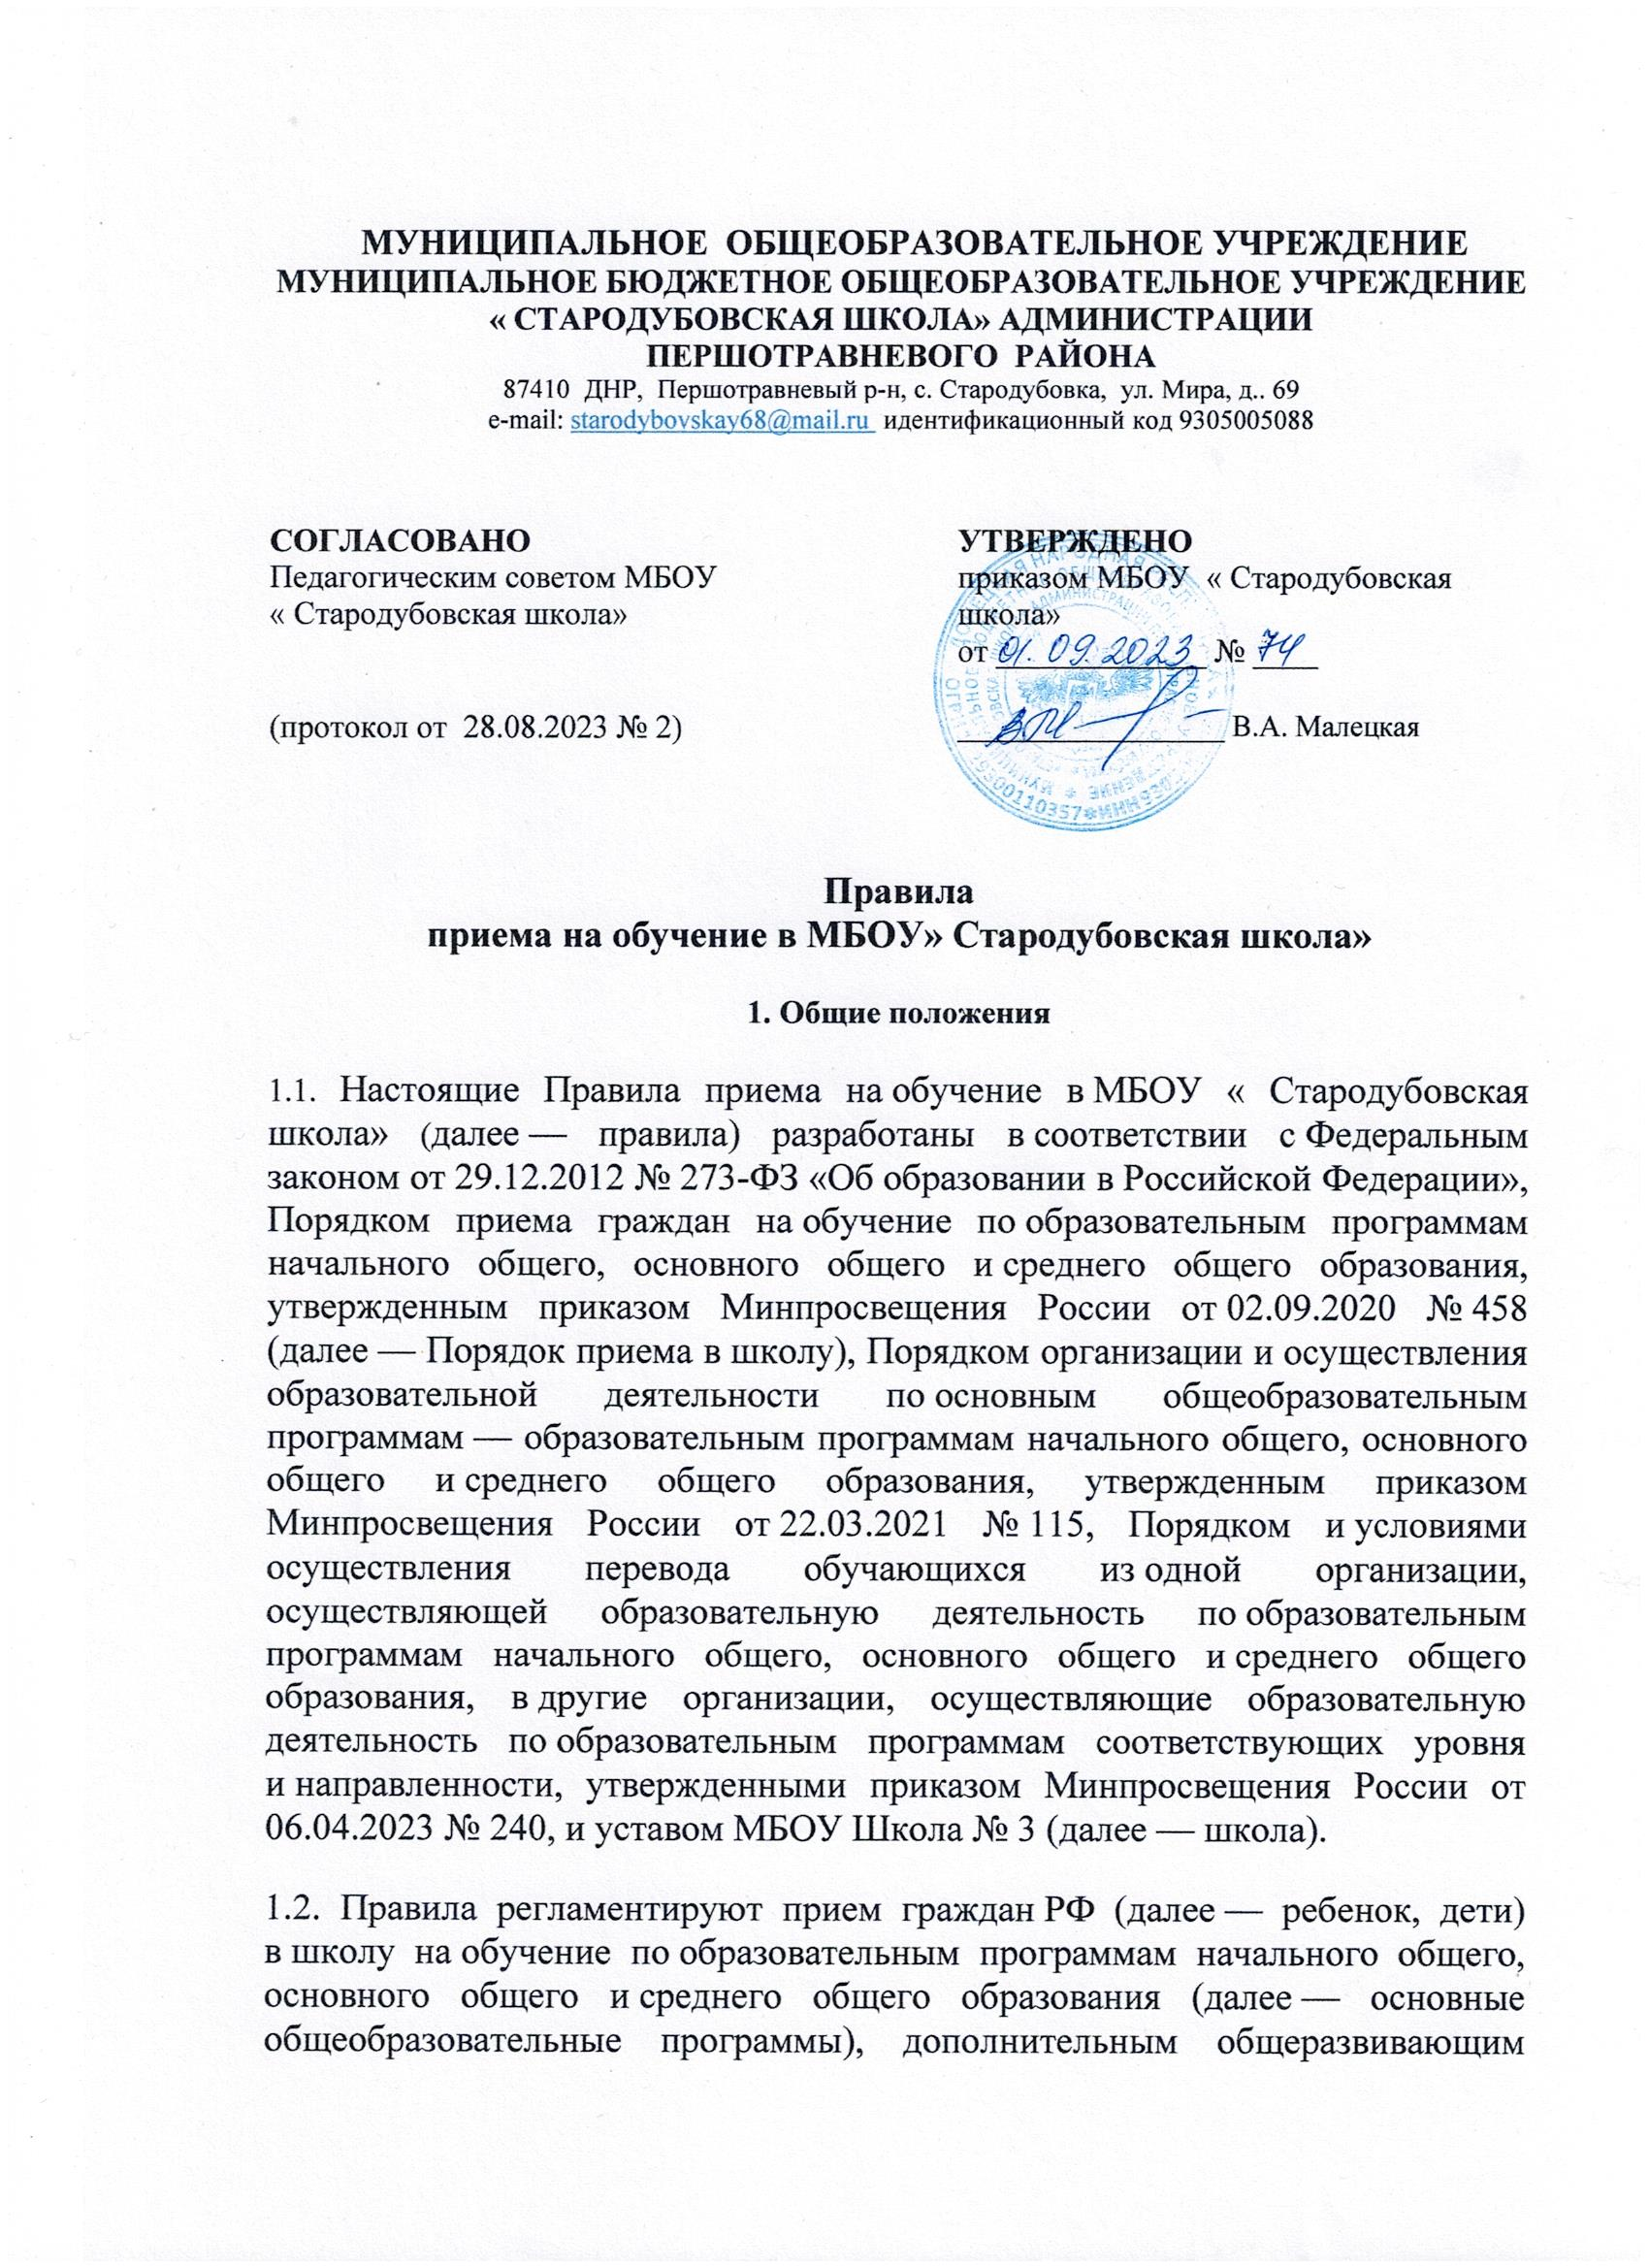 МУНИЦИПАЛЬНОЕ ОБЩЕОБРАЗОВАТЕЛЬНОЕ УЧРЕЖДЕНИЕ
МУНИЦИПАЛЬНОЕ БЮДЖЕТНОЕ ОБЩЕОБРАЗОВАТЕЛЬНОЕ УЧРЕЖДЕНИЕ
« СТАРОДУБОВСКАЯ ШКОЛА» АДМИНИСТРАЦИИ
ПЕРШОТРАВНЕВОГО РАЙОНА
87410 ДНР, Першотравневый р-н, с. Стародубовка, ул. Мира, д.. 69
e-mail: starodybovskay68@mail.ru идентификационный код 9305005088
СОГЛАСОВАНО
Педагогическим советом МБОУ
« Стародубовская школа»
(протокол от 28.08.2023 № 2)
УТВЕРЖДЕНО
приказом МБОУ « Стародубовская
школа»
от 01.09.2023 № 74
В.А. Малецкая
Правила
приема на обучение в МБОУ» Стародубовская школа»
1. Общие положения
1.1. Настоящие Правила приема на обучение в МБОУ « Стародубовская
школа» (далее — правила) разработаны в соответствии с Федеральным
законом от 29.12.2012 № 273-ФЗ «Об образовании в Российской Федерации»,
Порядком приема граждан на обучение по образовательным программам
начального общего, основного общего и среднего общего образования,
утвержденным приказом Минпросвещения России от 02.09.2020 № 458
(далее — Порядок приема в школу), Порядком организации и осуществления
образовательной деятельности по основным общеобразовательным
программам — образовательным программам начального общего, основного
общего и среднего общего образования, утвержденным приказом
Минпросвещения России от 22.03.2021 № 115, Порядком и условиями
осуществления перевода обучающихся из одной организации,
осуществляющей образовательную деятельность по образовательным
программам начального общего, основного общего и среднего общего
образования, в другие организации, осуществляющие образовательную
деятельность по образовательным программам соответствующих уровня
и направленности, утвержденными приказом Минпросвещения России от
06.04.2023 № 240, и уставом МБОУ Школа № 3 (далее — школа).
1.2. Правила регламентируют прием граждан РФ (далее — ребенок, дети)
в школу на обучение по образовательным программам начального общего,
основного общего и среднего общего образования (далее — основные
общеобразовательные программы), дополнительным общеразвивающим